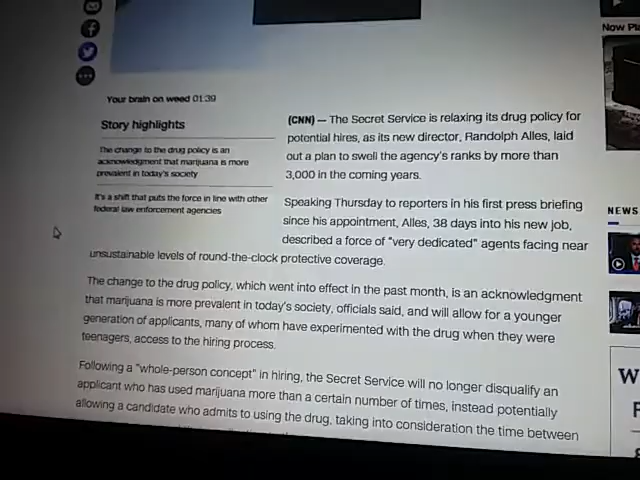 Now Pla
Your brain on weed 01:39
Story highlights
The change to the drug policy is an
acknowledgment that marijuana is more
prevalent in today's society
It's a shift that puts the force in line with other
federal law enforcement agencies
(CNN) — The Secret Service is relaxing its drug policy for
potential hires, as its new director, Randolph Alles, laid
out a plan to swell the agency's ranks by more than
3,000 in the coming years.
Speaking Thursday to reporters in his first press briefing
since his appointment, Alles, 38 days into his new job,
described a force of "very dedicated" agents facing near
unsustainable levels of round-the-clock protective coverage.
The change to the drug policy, which went into effect in the past month, is an acknowledgment
that marijuana is more prevalent in today's society, officials said, and will allow for a younger
generation of applicants, many of whom have experimented with the drug when they were
teenagers, access to the hiring process.
Following a "whole-person concept" in hiring, the Secret Service will no longer disqualify an
applicant who has used marijuana more than a certain number of times, instead potentially
allowing a candidate who admits to using the drug, taking into consideration the time between
NEWS
W